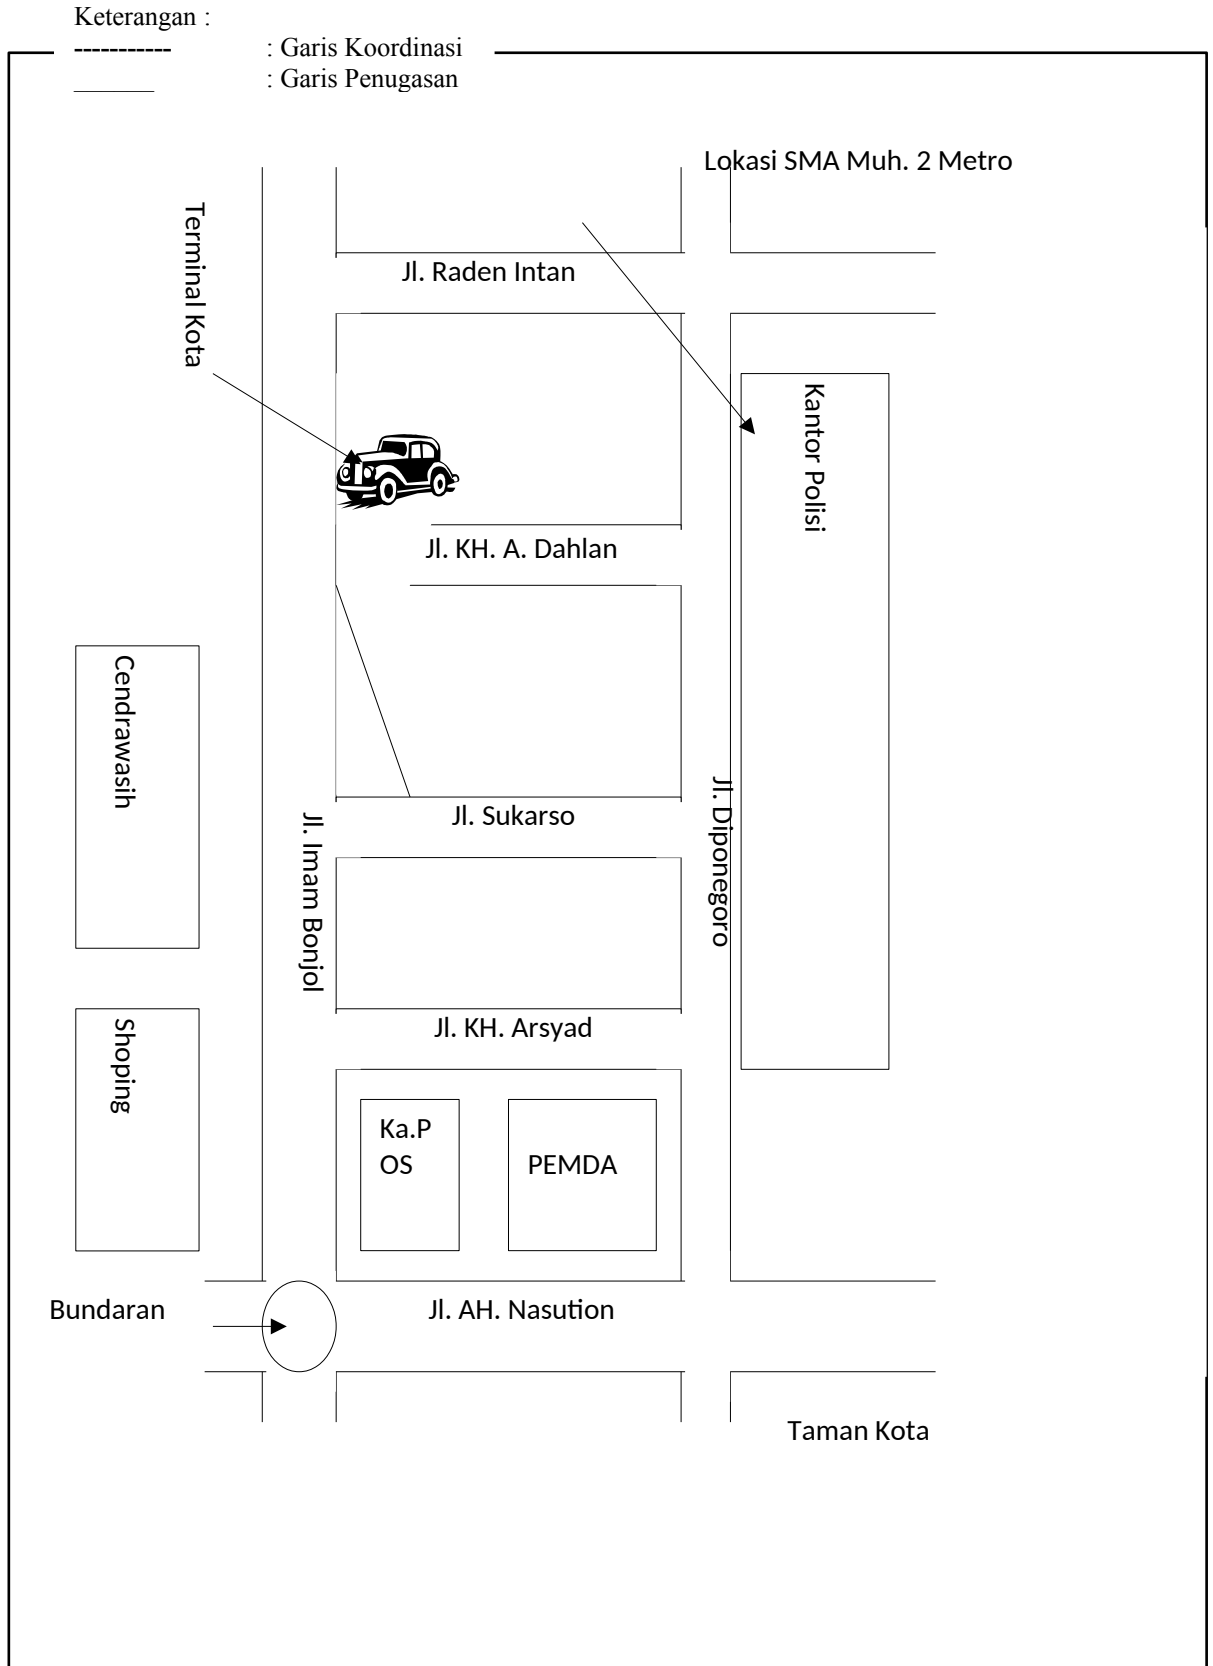 Keterangan :
----------- : Garis Koordinasi
______ : Garis Penugasan
Lokasi SMA Muh. 2 Metro
Terminal Kota
Jl. Raden Intan
Kantor Polisi
Jl. KH. A. Dahlan
Cendrawasih
Jl. Sukarso
Jl. Diponegoro
Jl. Imam Bonjol
Shoping
Jl. KH. Arsyad
Ka.P
OS
PEMDA
Bundaran
Jl. AH. Nasution
Taman Kota